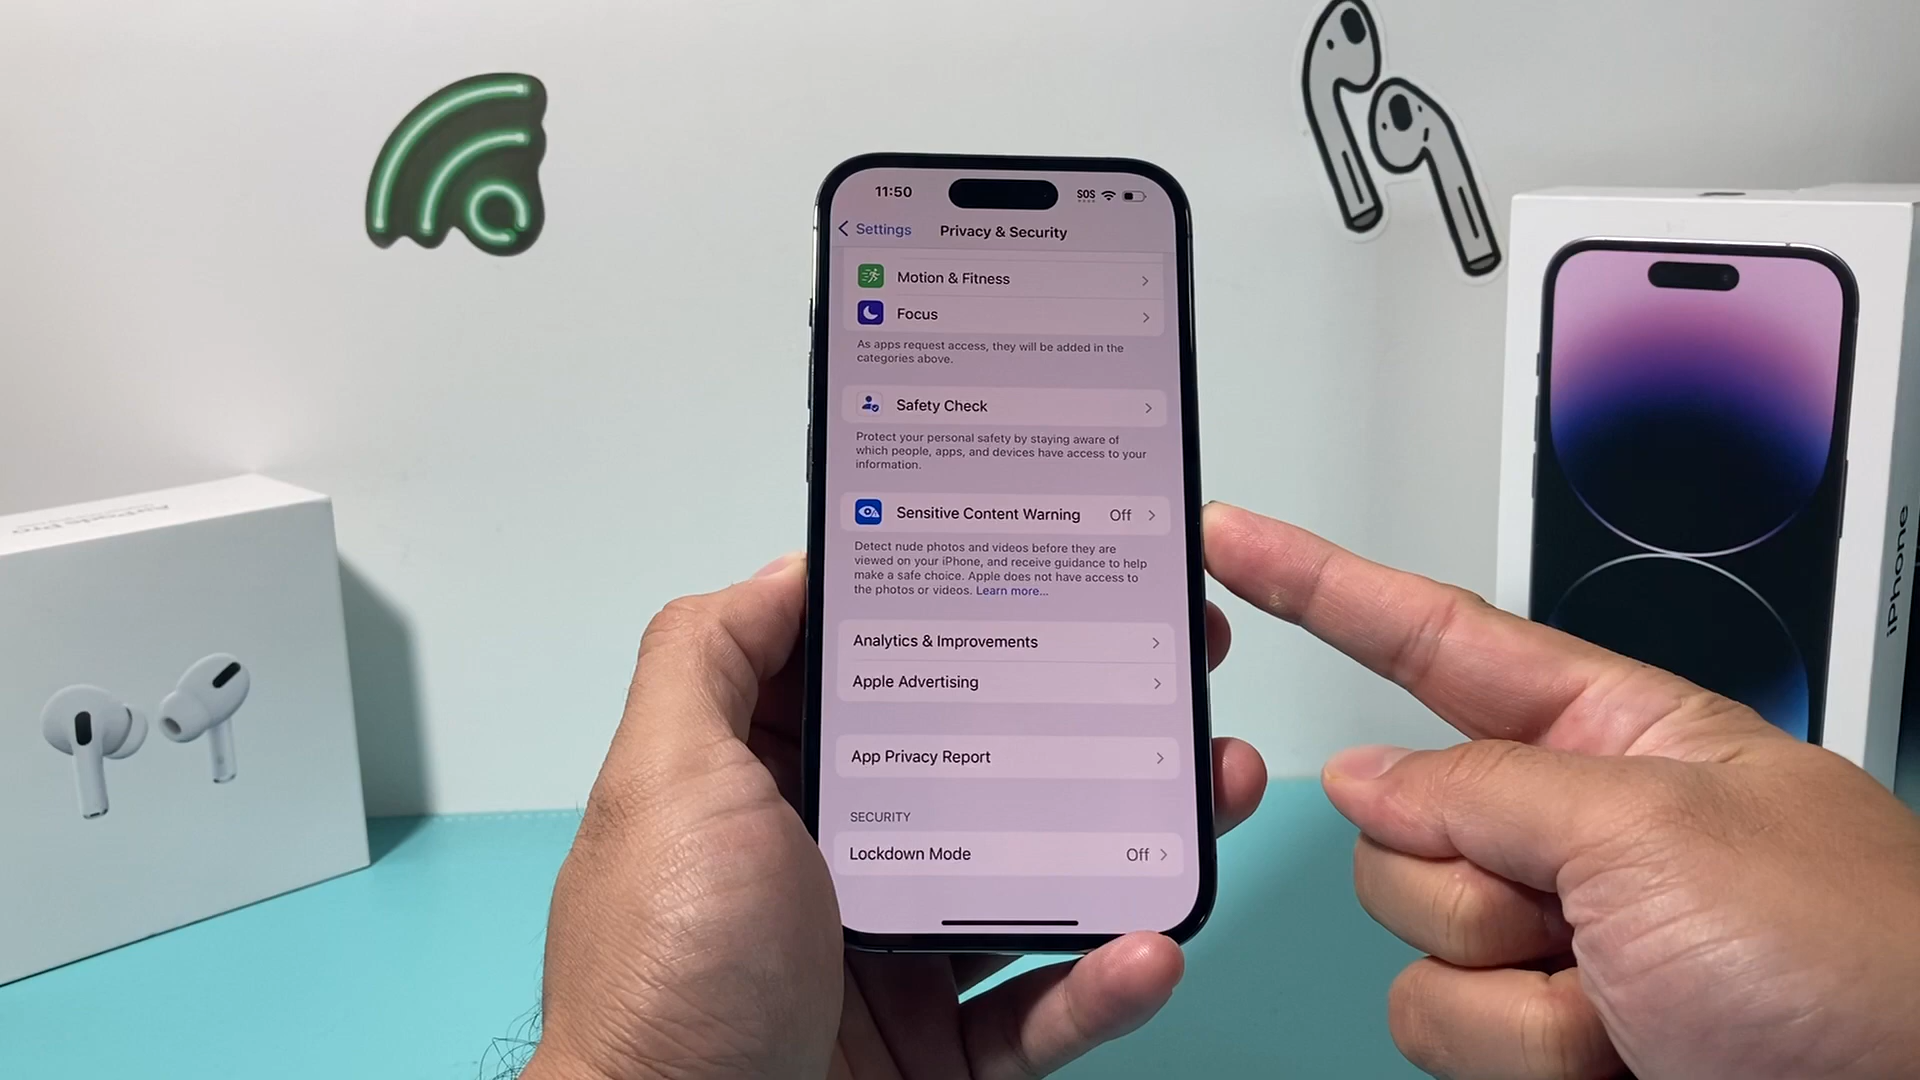 11:50
SOS
Settings
Privacy & Security
Motion & Fitness
Focus
As apps request access, they will be added in the
categories above.
Safety Check
Protect your personal safety by staying aware of
which people, apps, and devices have access to your
information.
Sensitive Content Warning Off
Detect nude photos and videos before they are
viewed on your iPhone, and receive guidance to help
make a safe choice. Apple does not have access to
the photos or videos. Learn more...
Analytics & Improvements
Apple Advertising
App Privacy Report
SECURITY
Lockdown Mode Off
AirPods Pro
iPhone